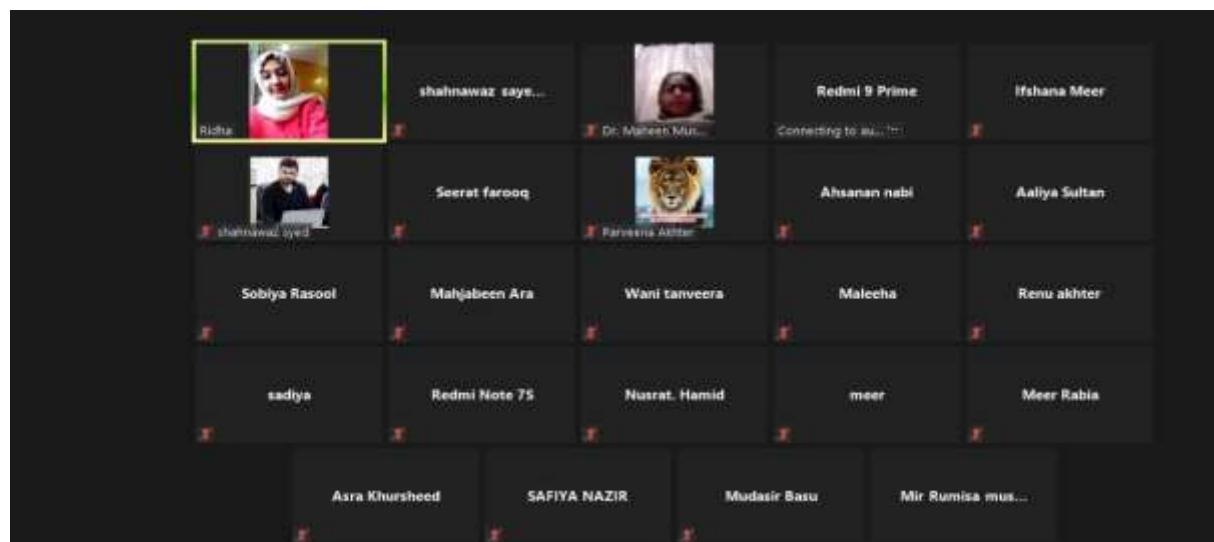 Ridha
shahnawaz saye...
Dr. Maheen Mus...
Redmi 9 Prime
Connecting to au...
Ifshana Meer
shahnawaz syed
Seerat farooq
Parveena Akhter
Ahsanan nabi
Aaliya Sultan
Sobiya Rasool
Mahjabeen Ara
Wani tanveera
Maleeha
Renu akhter
sadiya
Redmi Note 7S
Nusrat. Hamid
meer
Meer Rabia
Asra Khursheed
SAFIYA NAZIR
Mudasir Basu
Mir Rumisa mus...